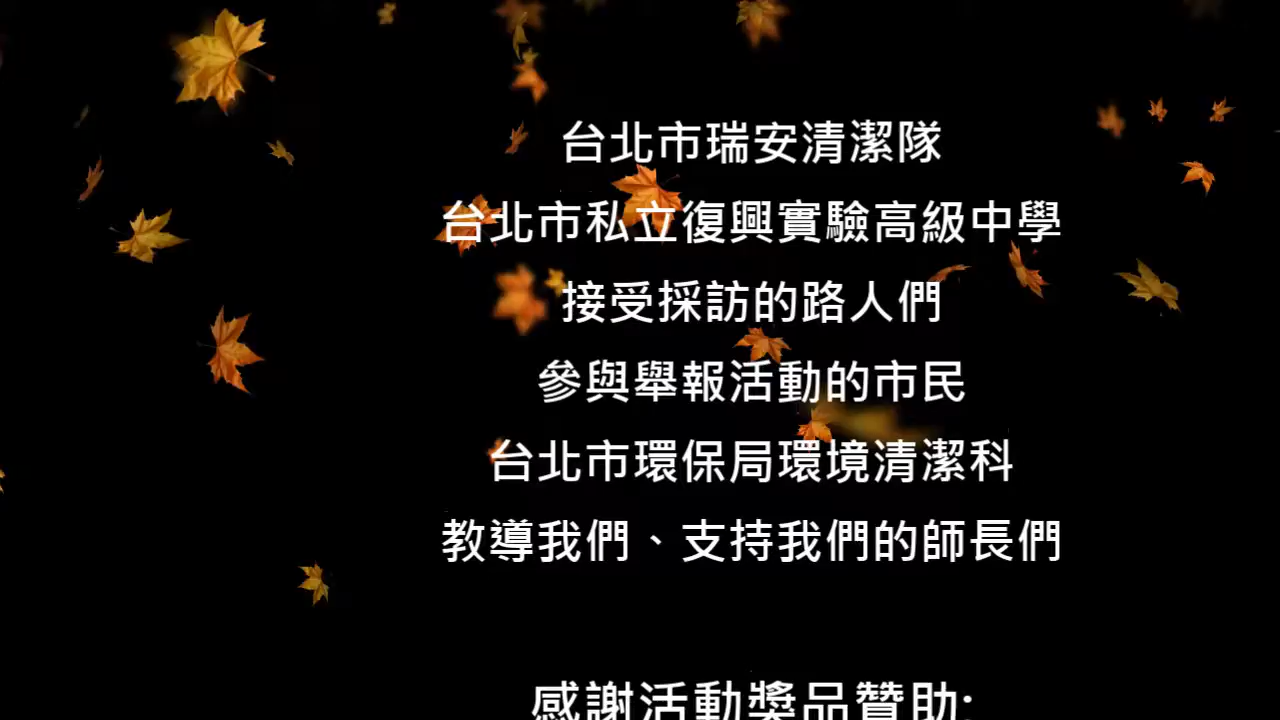 台北市瑞安清潔隊
台北市私立復興實驗高級中學
接受採訪的路人們
參與舉報活動的市民
台北市環保局環境清潔科
教導我們、支持我們的師長們
感謝活動獎品贊助: